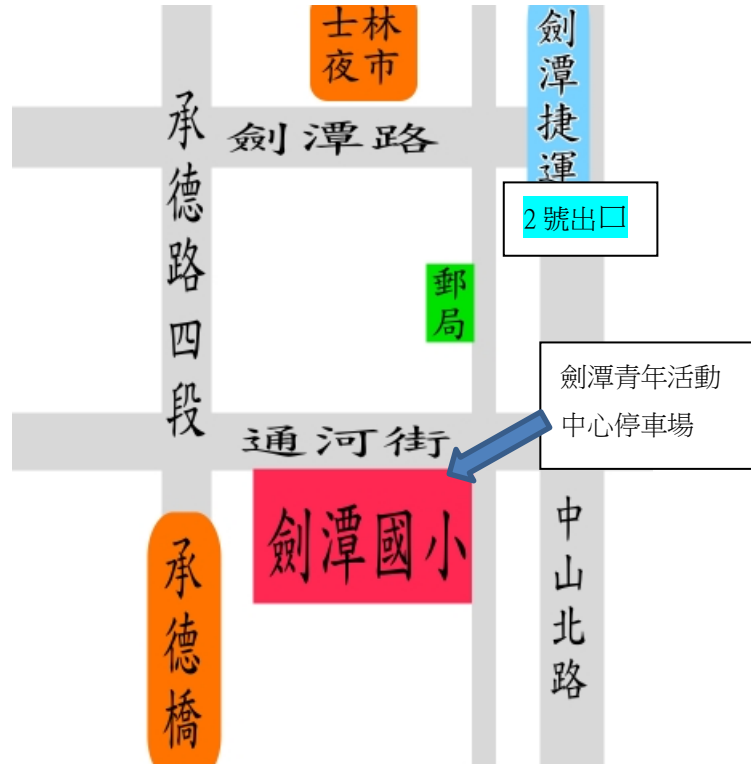 士林
夜市
劍潭捷運
承德路四段
劍潭路
2 號出口
郵局
劍潭青年活動
中心停車場
通河街
劍潭國小
中山北路
承德橋